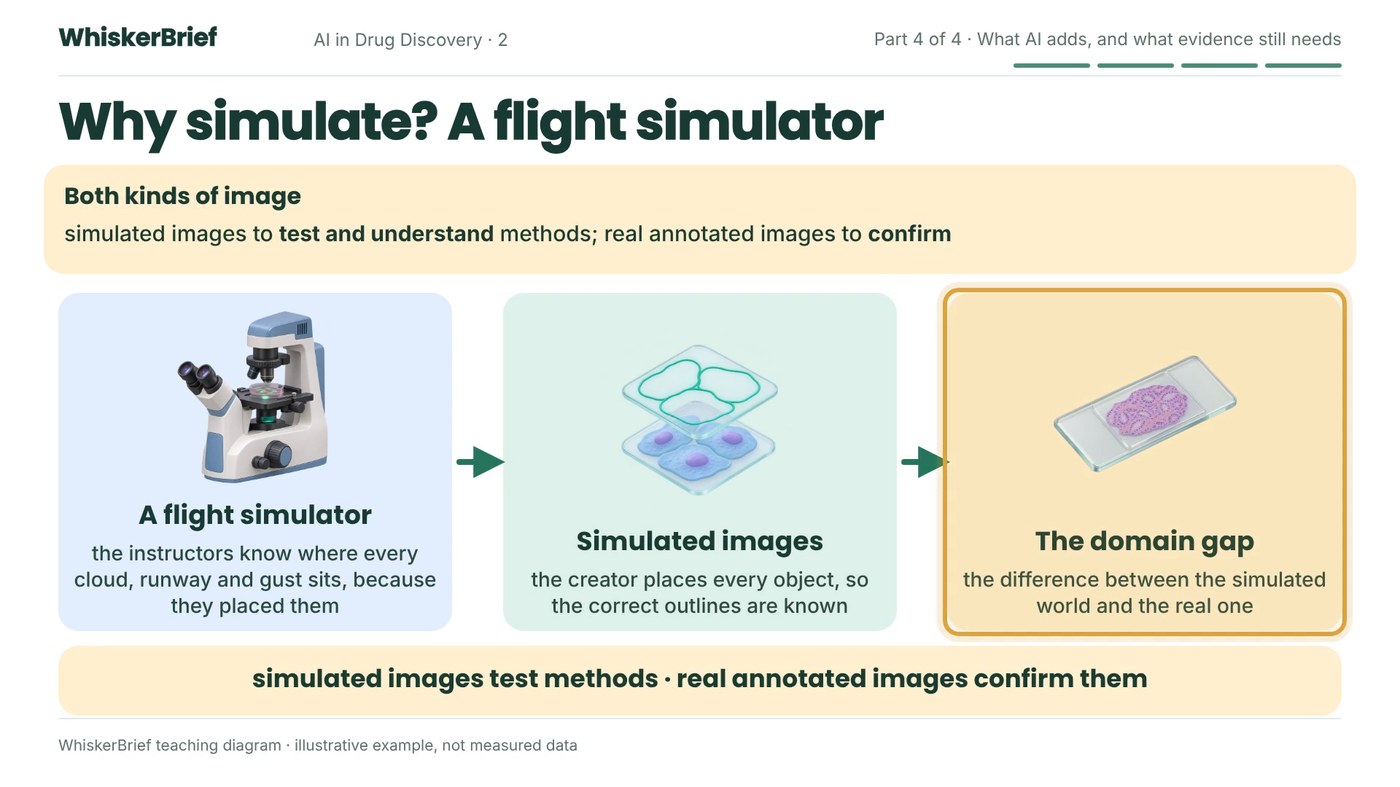 WhiskerBrief
AI in Drug Discovery · 2
Part 4 of 4 · What AI adds, and what evidence still needs
Why simulate? A flight simulator
Both kinds of image
simulated images to test and understand methods; real annotated images to confirm
A flight simulator
the instructors know where every
cloud, runway and gust sits, because
they placed them
Simulated images
the creator places every object, so
the correct outlines are known
The domain gap
the difference between the simulated
world and the real one
simulated images test methods · real annotated images confirm them
WhiskerBrief teaching diagram · illustrative example, not measured data